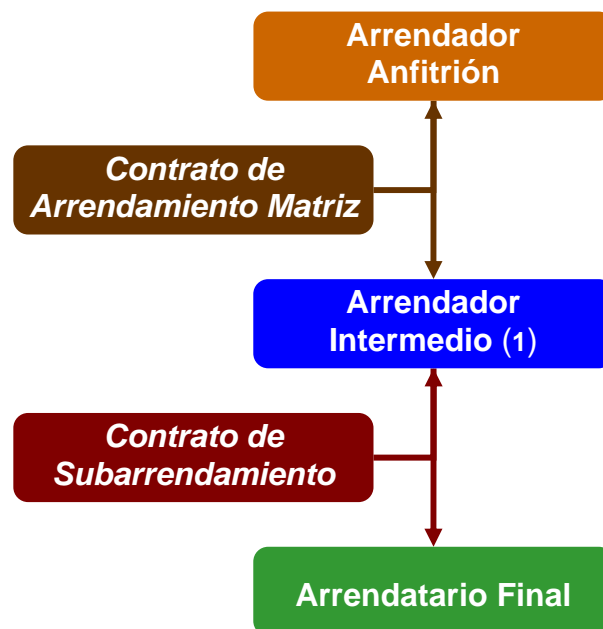 Arrendador
Anfitrión
Contrato de
Arrendamiento Matriz
Arrendador
Intermedio (1)
Contrato de
Subarrendamiento
Arrendatario Final